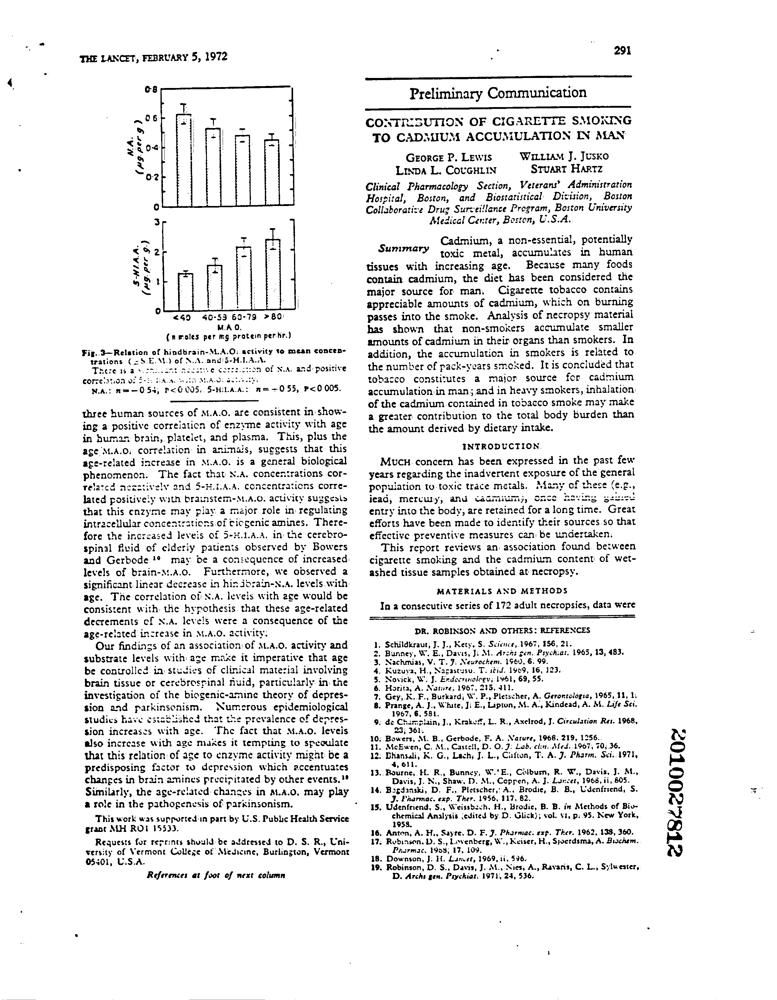 THE LANCET, FEBRUARY 5, 1972
291
0·8
0·6
0·4
0·2
0
N.A.
(µg per g)
3
2
1
0
5-H.I.A.A.
(µg per g.)
<40 40-59 60-79 >80
M.A.O.
(n moles per mg protein per hr.)
Fig. 3—Relation of hindbrain-M.A.O. activity to mean concen-
trations (±S.E.M.) of N.A. and 5-H.I.A.A.
There is a significant negative correlation of N.A. and positive
correlation of 5-H.I.A.A. with M.A.O. activity.
N.A.: n=−0·54, P<0·005. 5-H.I.A.A.: n=+0·55, P<0·005.
three human sources of M.A.O. are consistent in show-
ing a positive correlation of enzyme activity with age
in human brain, platelet, and plasma. This, plus the
age M.A.O. correlation in animals, suggests that this
age-related increase in M.A.O. is a general biological
phenomenon. The fact that N.A. concentrations cor-
related negatively and 5-H.I.A.A. concentrations corre-
lated positively with brainstem-M.A.O. activity suggests
that this enzyme may play a major role in regulating
intracellular concentrations of biogenic amines. There-
fore the increased levels of 5-H.I.A.A. in the cerebro-
spinal fluid of elderly patients observed by Bowers
and Gerbode 10 may be a consequence of increased
levels of brain-M.A.O. Furthermore, we observed a
significant linear decrease in hindbrain-N.A. levels with
age. The correlation of N.A. levels with age would be
consistent with the hypothesis that these age-related
decrements of N.A. levels were a consequence of the
age-related increase in M.A.O. activity.
Our findings of an association of M.A.O. activity and
substrate levels with age make it imperative that age
be controlled in studies of clinical material involving
brain tissue or cerebrospinal fluid, particularly in the
investigation of the biogenic-amine theory of depres-
sion and parkinsonism. Numerous epidemiological
studies have established that the prevalence of depres-
sion increases with age. The fact that M.A.O. levels
also increase with age makes it tempting to speculate
that this relation of age to enzyme activity might be a
predisposing factor to depression which accentuates
changes in brain amines precipitated by other events.18
Similarly, the age-related changes in M.A.O. may play
a role in the pathogenesis of parkinsonism.
This work was supported in part by U.S. Public Health Service
grant MH RO1 15533.
Requests for reprints should be addressed to D. S. R., Uni-
versity of Vermont College of Medicine, Burlington, Vermont
05401, U.S.A.
References at foot of next column
Preliminary Communication
CONTRIBUTION OF CIGARETTE SMOKING
TO CADMIUM ACCUMULATION IN MAN
GEORGE P. LEWIS WILLIAM J. JUSKO
LINDA L. COUGHLIN STUART HARTZ
Clinical Pharmacology Section, Veterans' Administration
Hospital, Boston, and Biostatistical Division, Boston
Collaborative Drug Surveillance Program, Boston University
Medical Center, Boston, U.S.A.
Summary Cadmium, a non-essential, potentially
toxic metal, accumulates in human
tissues with increasing age. Because many foods
contain cadmium, the diet has been considered the
major source for man. Cigarette tobacco contains
appreciable amounts of cadmium, which on burning
passes into the smoke. Analysis of necropsy material
has shown that non-smokers accumulate smaller
amounts of cadmium in their organs than smokers. In
addition, the accumulation in smokers is related to
the number of pack-years smoked. It is concluded that
tobacco constitutes a major source for cadmium
accumulation in man; and in heavy smokers, inhalation
of the cadmium contained in tobacco smoke may make
a greater contribution to the total body burden than
the amount derived by dietary intake.
INTRODUCTION
MUCH concern has been expressed in the past few
years regarding the inadvertent exposure of the general
population to toxic trace metals. Many of these (e.g.,
lead, mercury, and cadmium), once having gained
entry into the body, are retained for a long time. Great
efforts have been made to identify their sources so that
effective preventive measures can be undertaken.
This report reviews an association found between
cigarette smoking and the cadmium content of wet-
ashed tissue samples obtained at necropsy.
MATERIALS AND METHODS
In a consecutive series of 172 adult necropsies, data were
DR. ROBINSON AND OTHERS: REFERENCES
1. Schildkraut, J. J., Kety, S. Science, 1967, 156, 21.
2. Bunney, W. E., Davis, J. M. Archs gen. Psychiat. 1965, 13, 483.
3. Nachmias, V. T. J. Neurochem. 1960, 6, 99.
4. Kuzuya, H., Nagatsu, T. ibid. 1969, 16, 123.
5. Novick, W. J. Endocrinology, 1961, 69, 55.
6. Horita, A. Nature, 1967, 215, 411.
7. Gey, K. F., Burkard, W. P., Pletscher, A. Gerontologia, 1965, 11, 1.
8. Prange, A. J., White, J. E., Lipton, M. A., Kindead, A. M. Life Sci.
1967, 6, 581.
9. de Champlain, J., Krakoff, L. R., Axelrod, J. Circulation Res. 1968,
23, 361.
10. Bowers, M. B., Gerbode, F. A. Nature, 1968, 219, 1256.
11. McEwen, C. M., Castell, D. O. J. Lab. clin. Med. 1967, 70, 36.
12. Bhansali, K. G., Lach, J. L., Clifton, T. A. J. Pharm. Sci. 1971,
4, 611.
13. Bourne, H. R., Bunney, W. E., Colburn, R. W., Davis, J. M.,
Davis, J. N., Shaw, D. M., Coppen, A. J. Lancet, 1968, ii, 805.
14. Bogdanski, D. F., Pletscher, A., Brodie, B. B., Udenfriend, S.
J. Pharmac. exp. Ther. 1956, 117, 82.
15. Udenfriend, S., Weissbach, H., Brodie, B. B. in Methods of Bio-
chemical Analysis (edited by D. Glick); vol. VI, p. 95. New York,
1958.
16. Anton, A. H., Sayre, D. F. J. Pharmac. exp. Ther. 1962, 138, 360.
17. Robinson, D. S., Lovenberg, W., Keiser, H., Sjoerdsma, A. Biochem.
Pharmac. 1968, 17, 109.
18. Downson, J. H. Lancet, 1969, ii, 596.
19. Robinson, D. S., Davis, J. M., Nies, A., Ravaris, C. L., Sylwester,
D. Archs gen. Psychiat. 1971, 24, 536.
2010027812